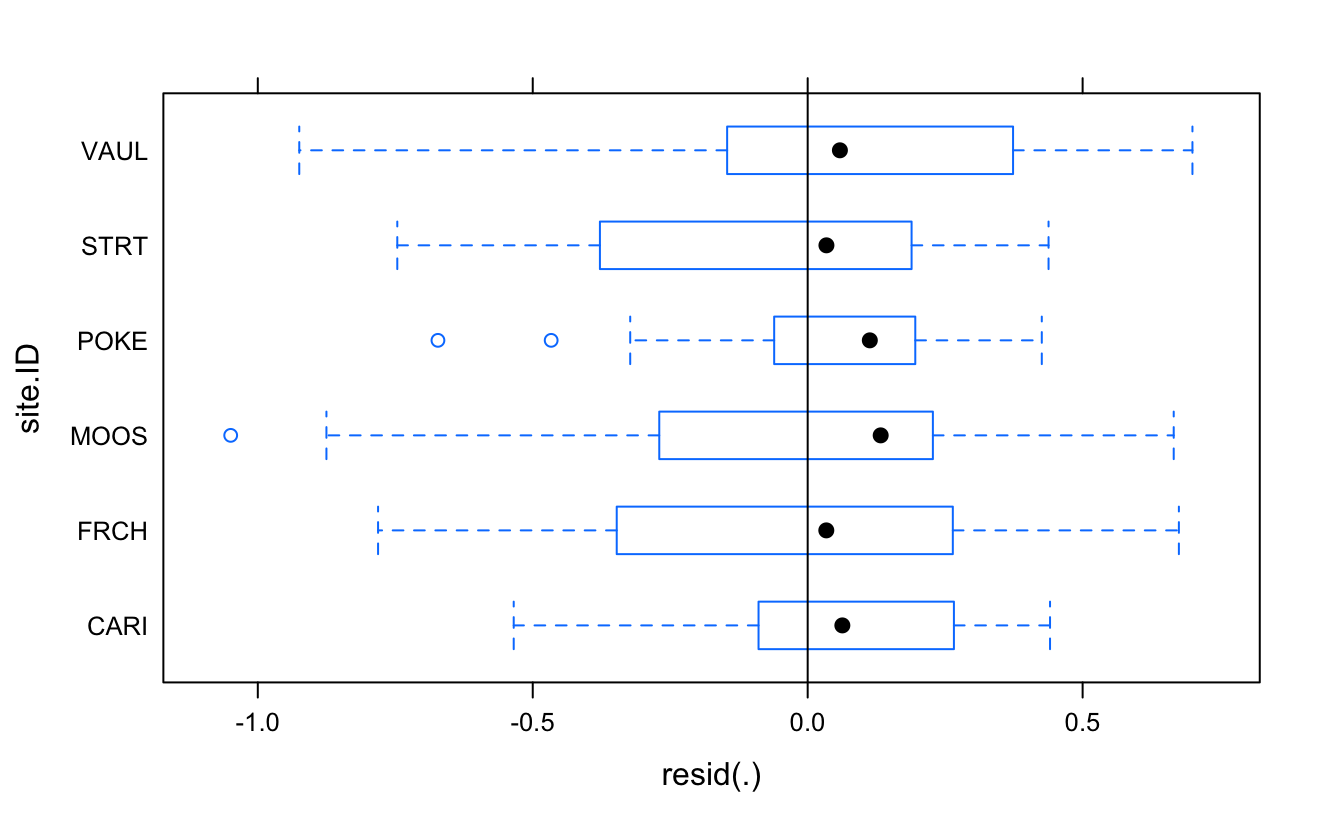 VAUL
STRT
POKE
MOOS
FRCH
CARI
site.ID
-1.0 -0.5 0.0 0.5
resid(.)